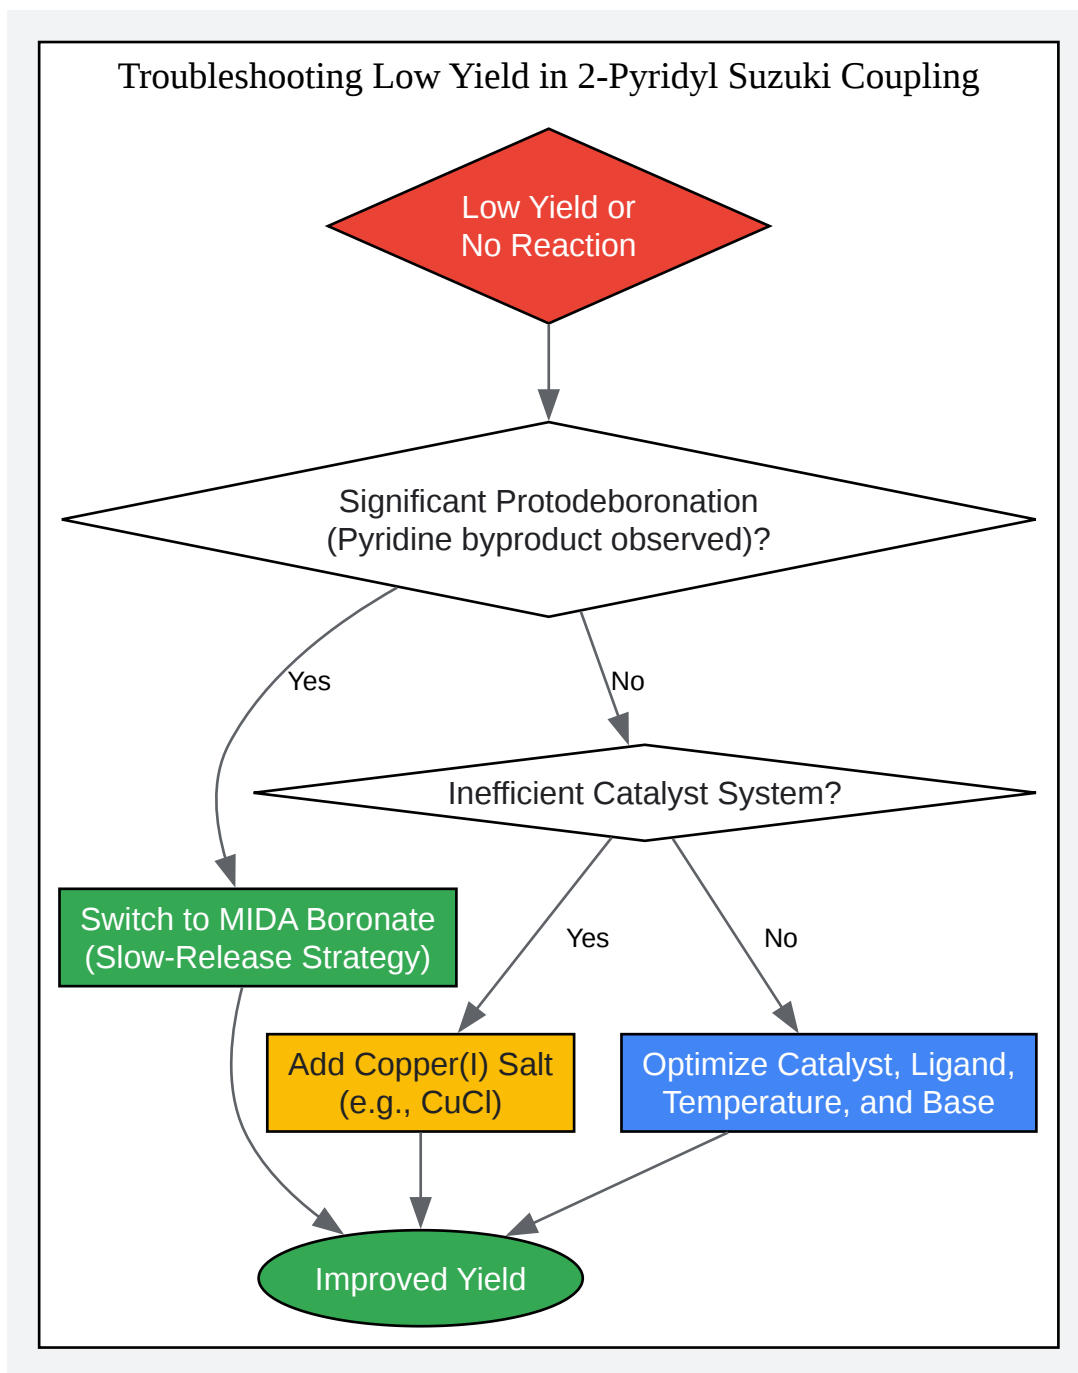 Troubleshooting Low Yield in 2-Pyridyl Suzuki Coupling
Low Yield or
No Reaction
Significant Protodeboronation
(Pyridine byproduct observed)?
Yes
No
Inefficient Catalyst System?
Switch to MIDA Boronate
(Slow-Release Strategy)
Yes
No
Add Copper(I) Salt
(e.g., CuCl)
Optimize Catalyst, Ligand,
Temperature, and Base
Improved Yield